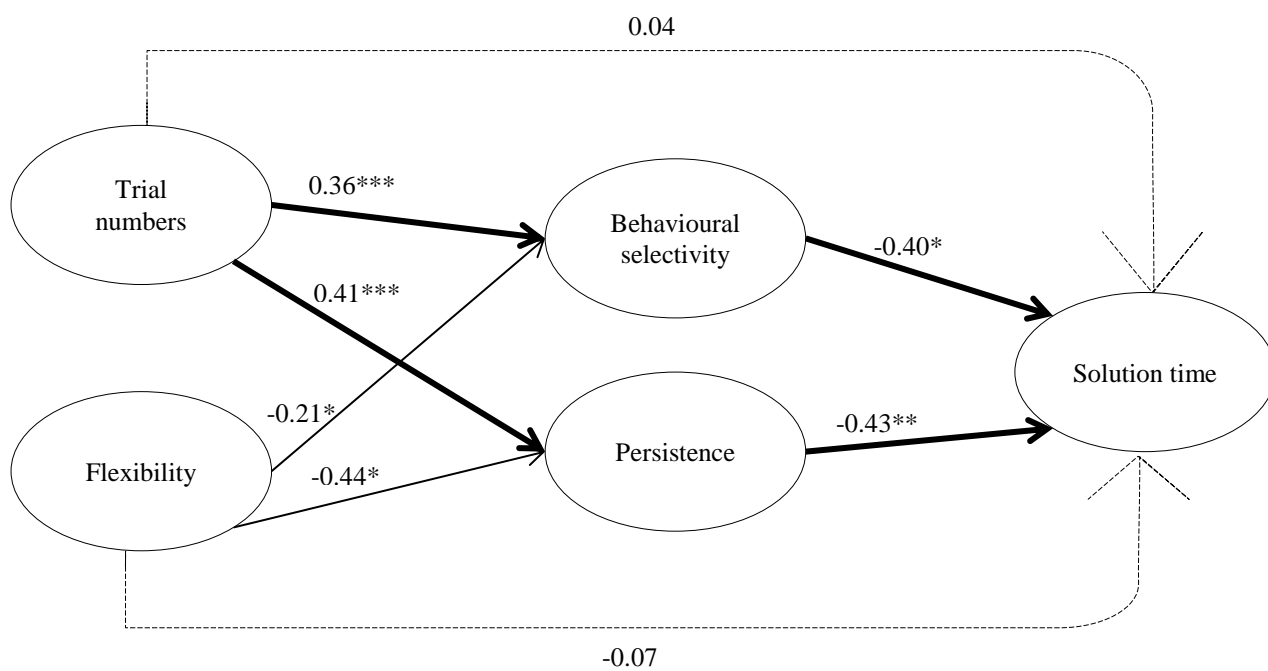 0.04
Trial
numbers
0.36***
Behavioural
selectivity
-0.40*
0.41***
Solution time
-0.21*
-0.43**
Flexibility
-0.44*
Persistence
-0.07